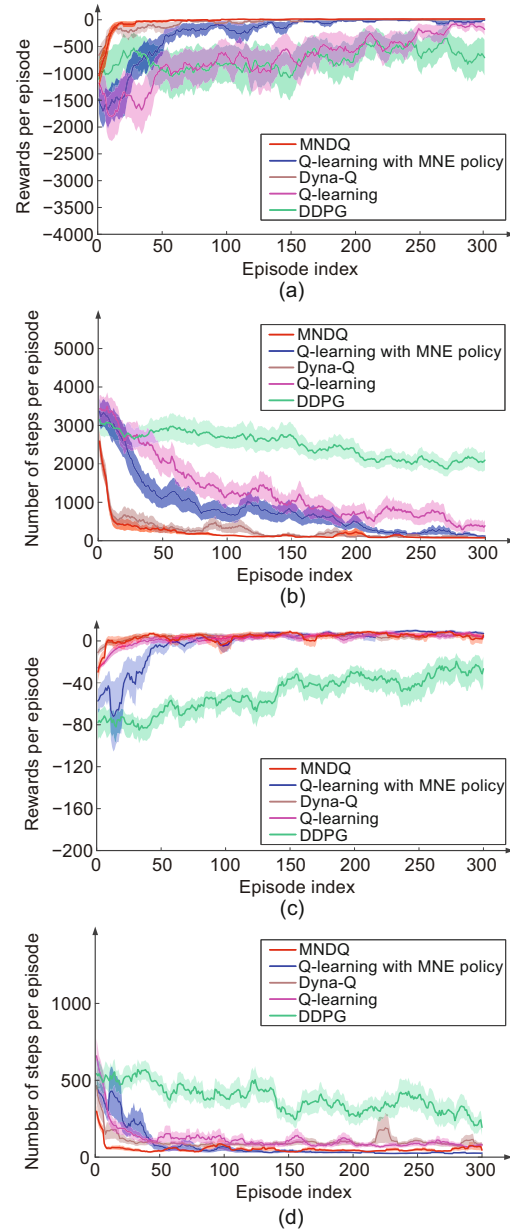 0
−500
−1000
−1500
−2000
−2500
−3000
−3500
−4000
Rewards per episode
MNDQ
Q-learning with MNE policy
Dyna-Q
Q-learning
DDPG
0 50 100 150 200 250 300
Episode index
(a)
5000
4000
3000
2000
1000
0
Number of steps per episode
MNDQ
Q-learning with MNE policy
Dyna-Q
Q-learning
DDPG
0 50 100 150 200 250 300
Episode index
(b)
0
−40
−80
−120
−160
−200
Rewards per episode
MNDQ
Q-learning with MNE policy
Dyna-Q
Q-learning
DDPG
0 50 100 150 200 250 300
Episode index
(c)
1000
500
0
Number of steps per episode
MNDQ
Q-learning with MNE policy
Dyna-Q
Q-learning
DDPG
0 50 100 150 200 250 300
Episode index
(d)